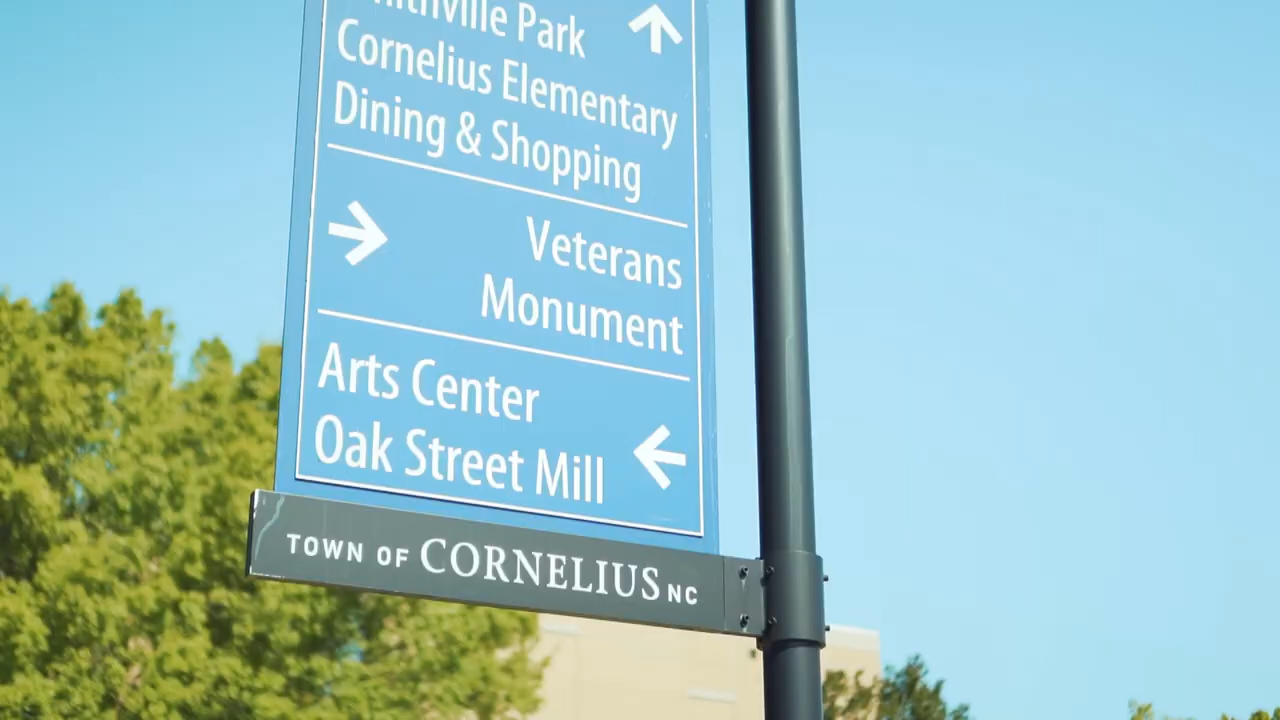 Park
Cornelius Elementary
Dining & Shopping
Veterans
Monument
Arts Center
Oak Street Mill
TOWN OF CORNELIUS NC